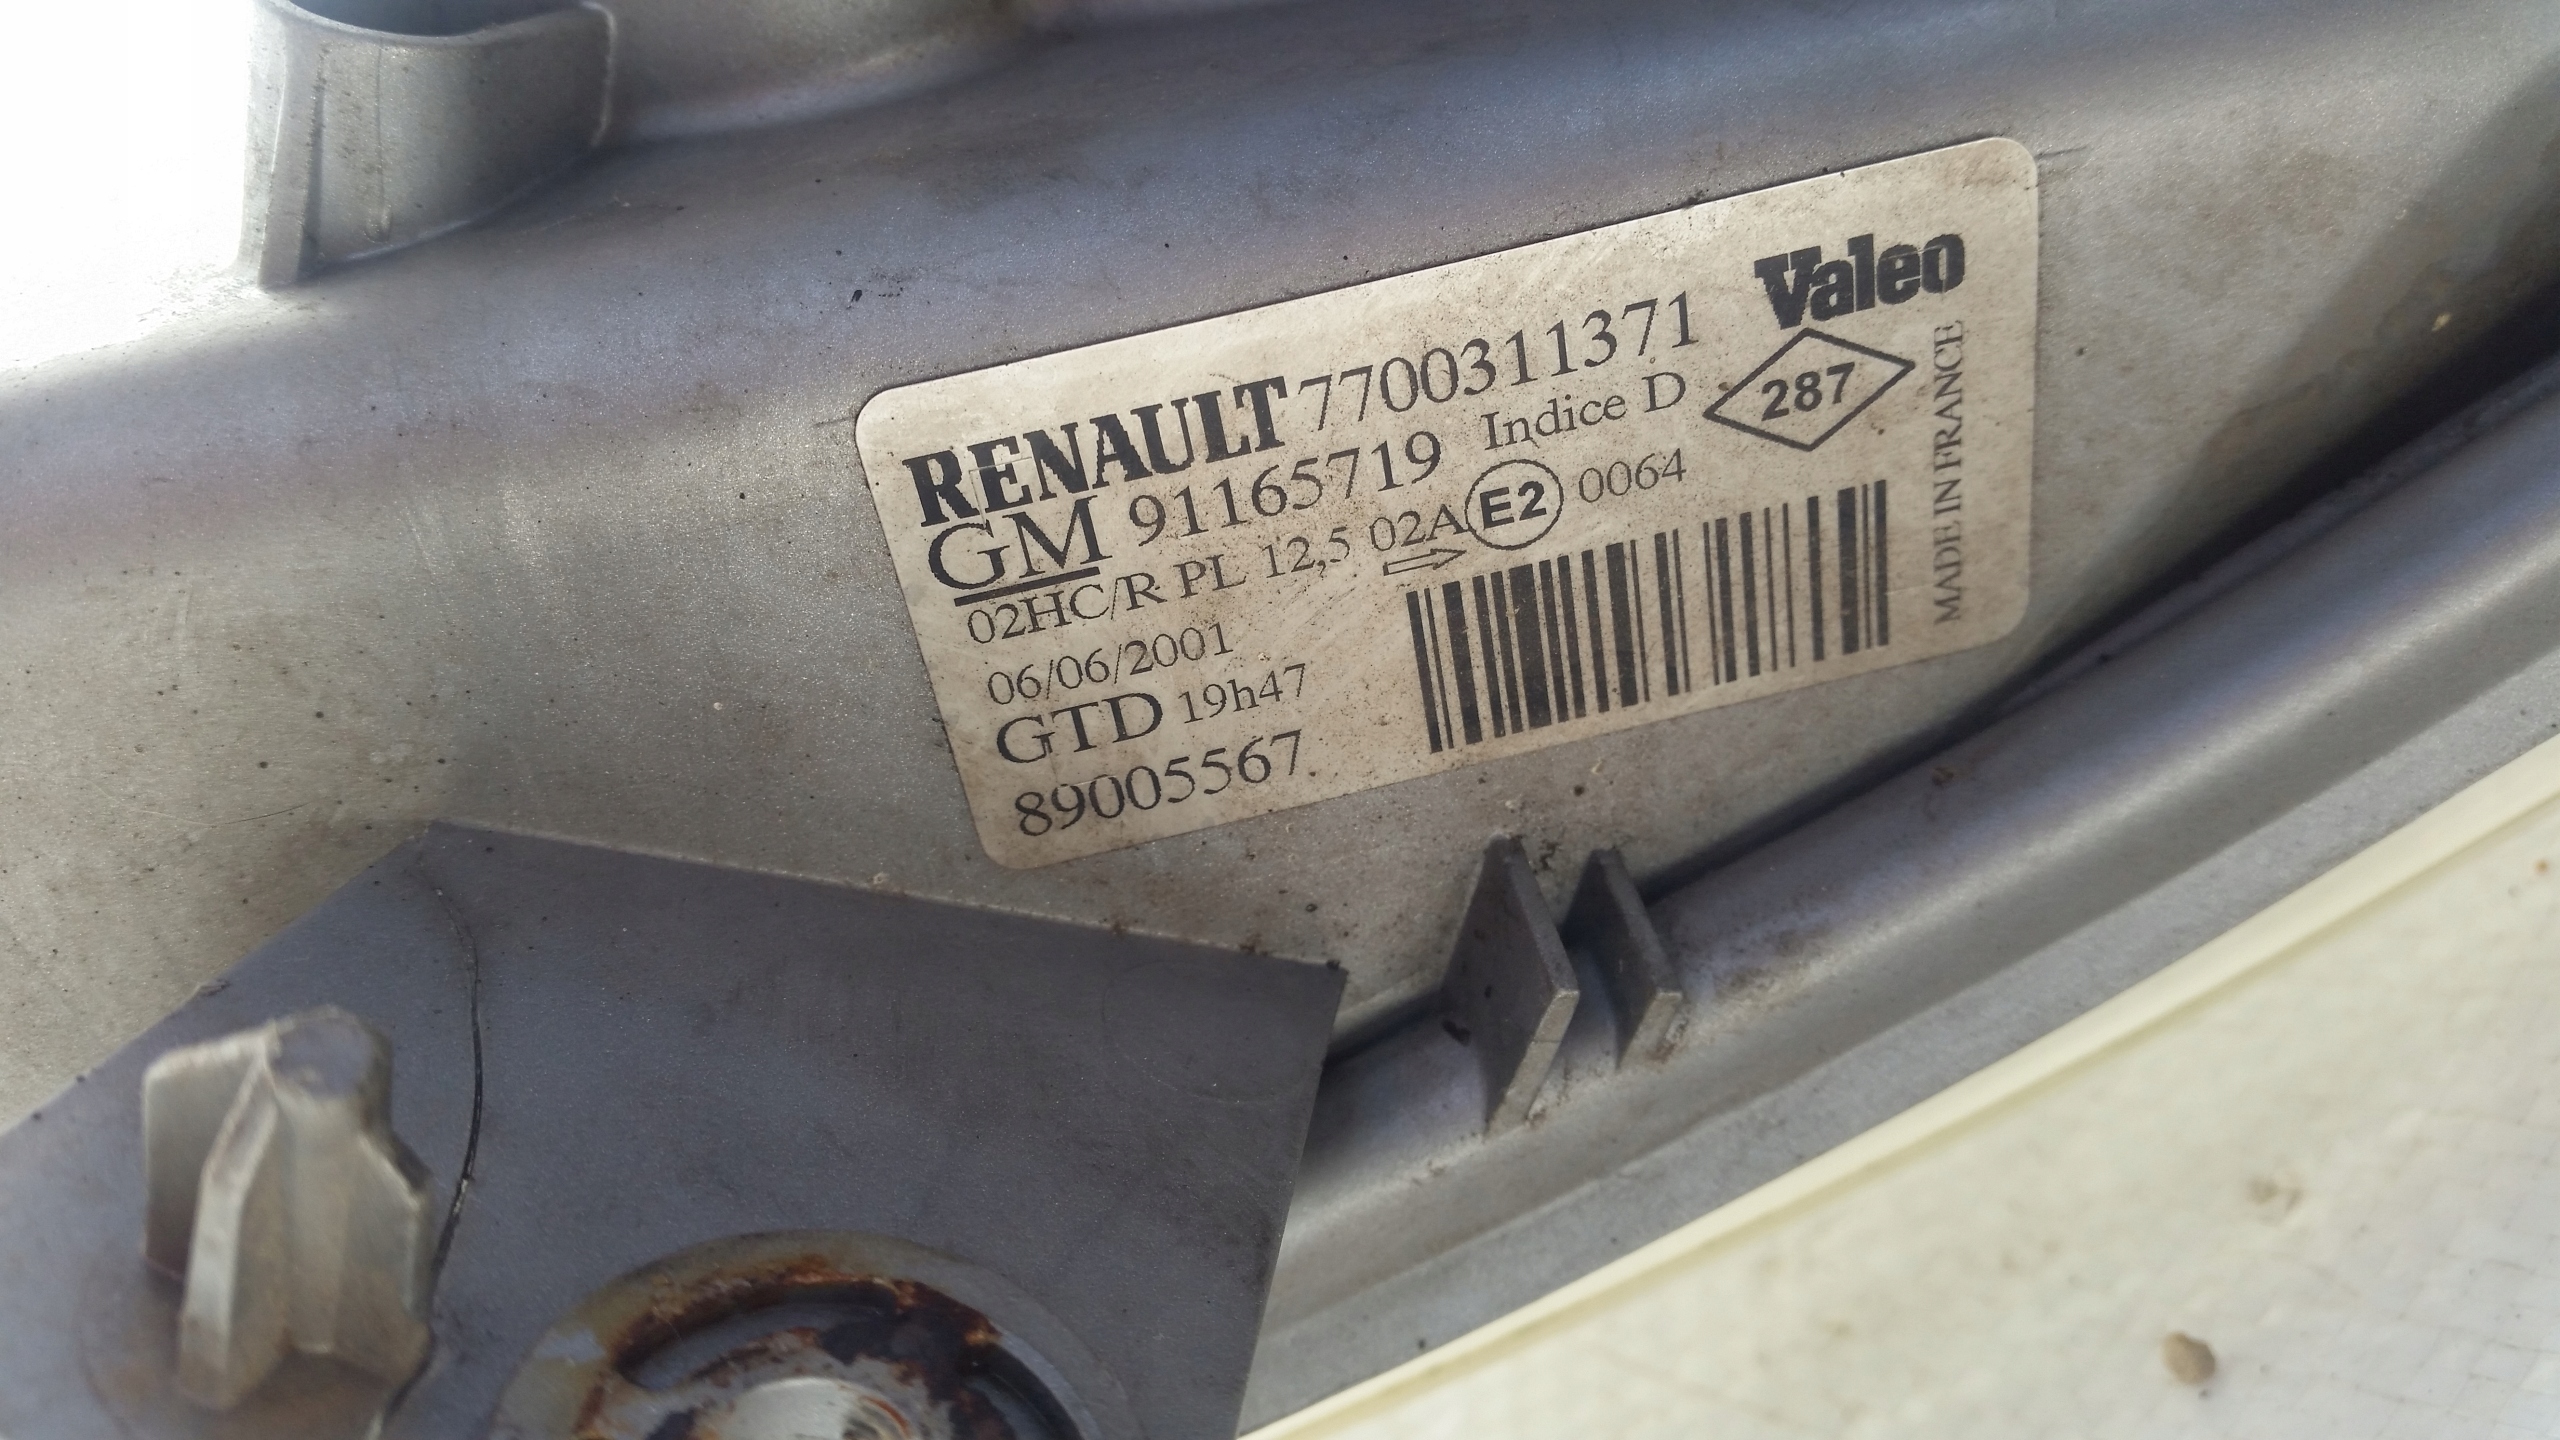 Valeo
RENAULT 7700311371
GM 91165719 Indice D
287
02HC/R PL 12,5 02A E2 0064
06/06/2001
GTD 19h47
89005567
MADE IN FRANCE